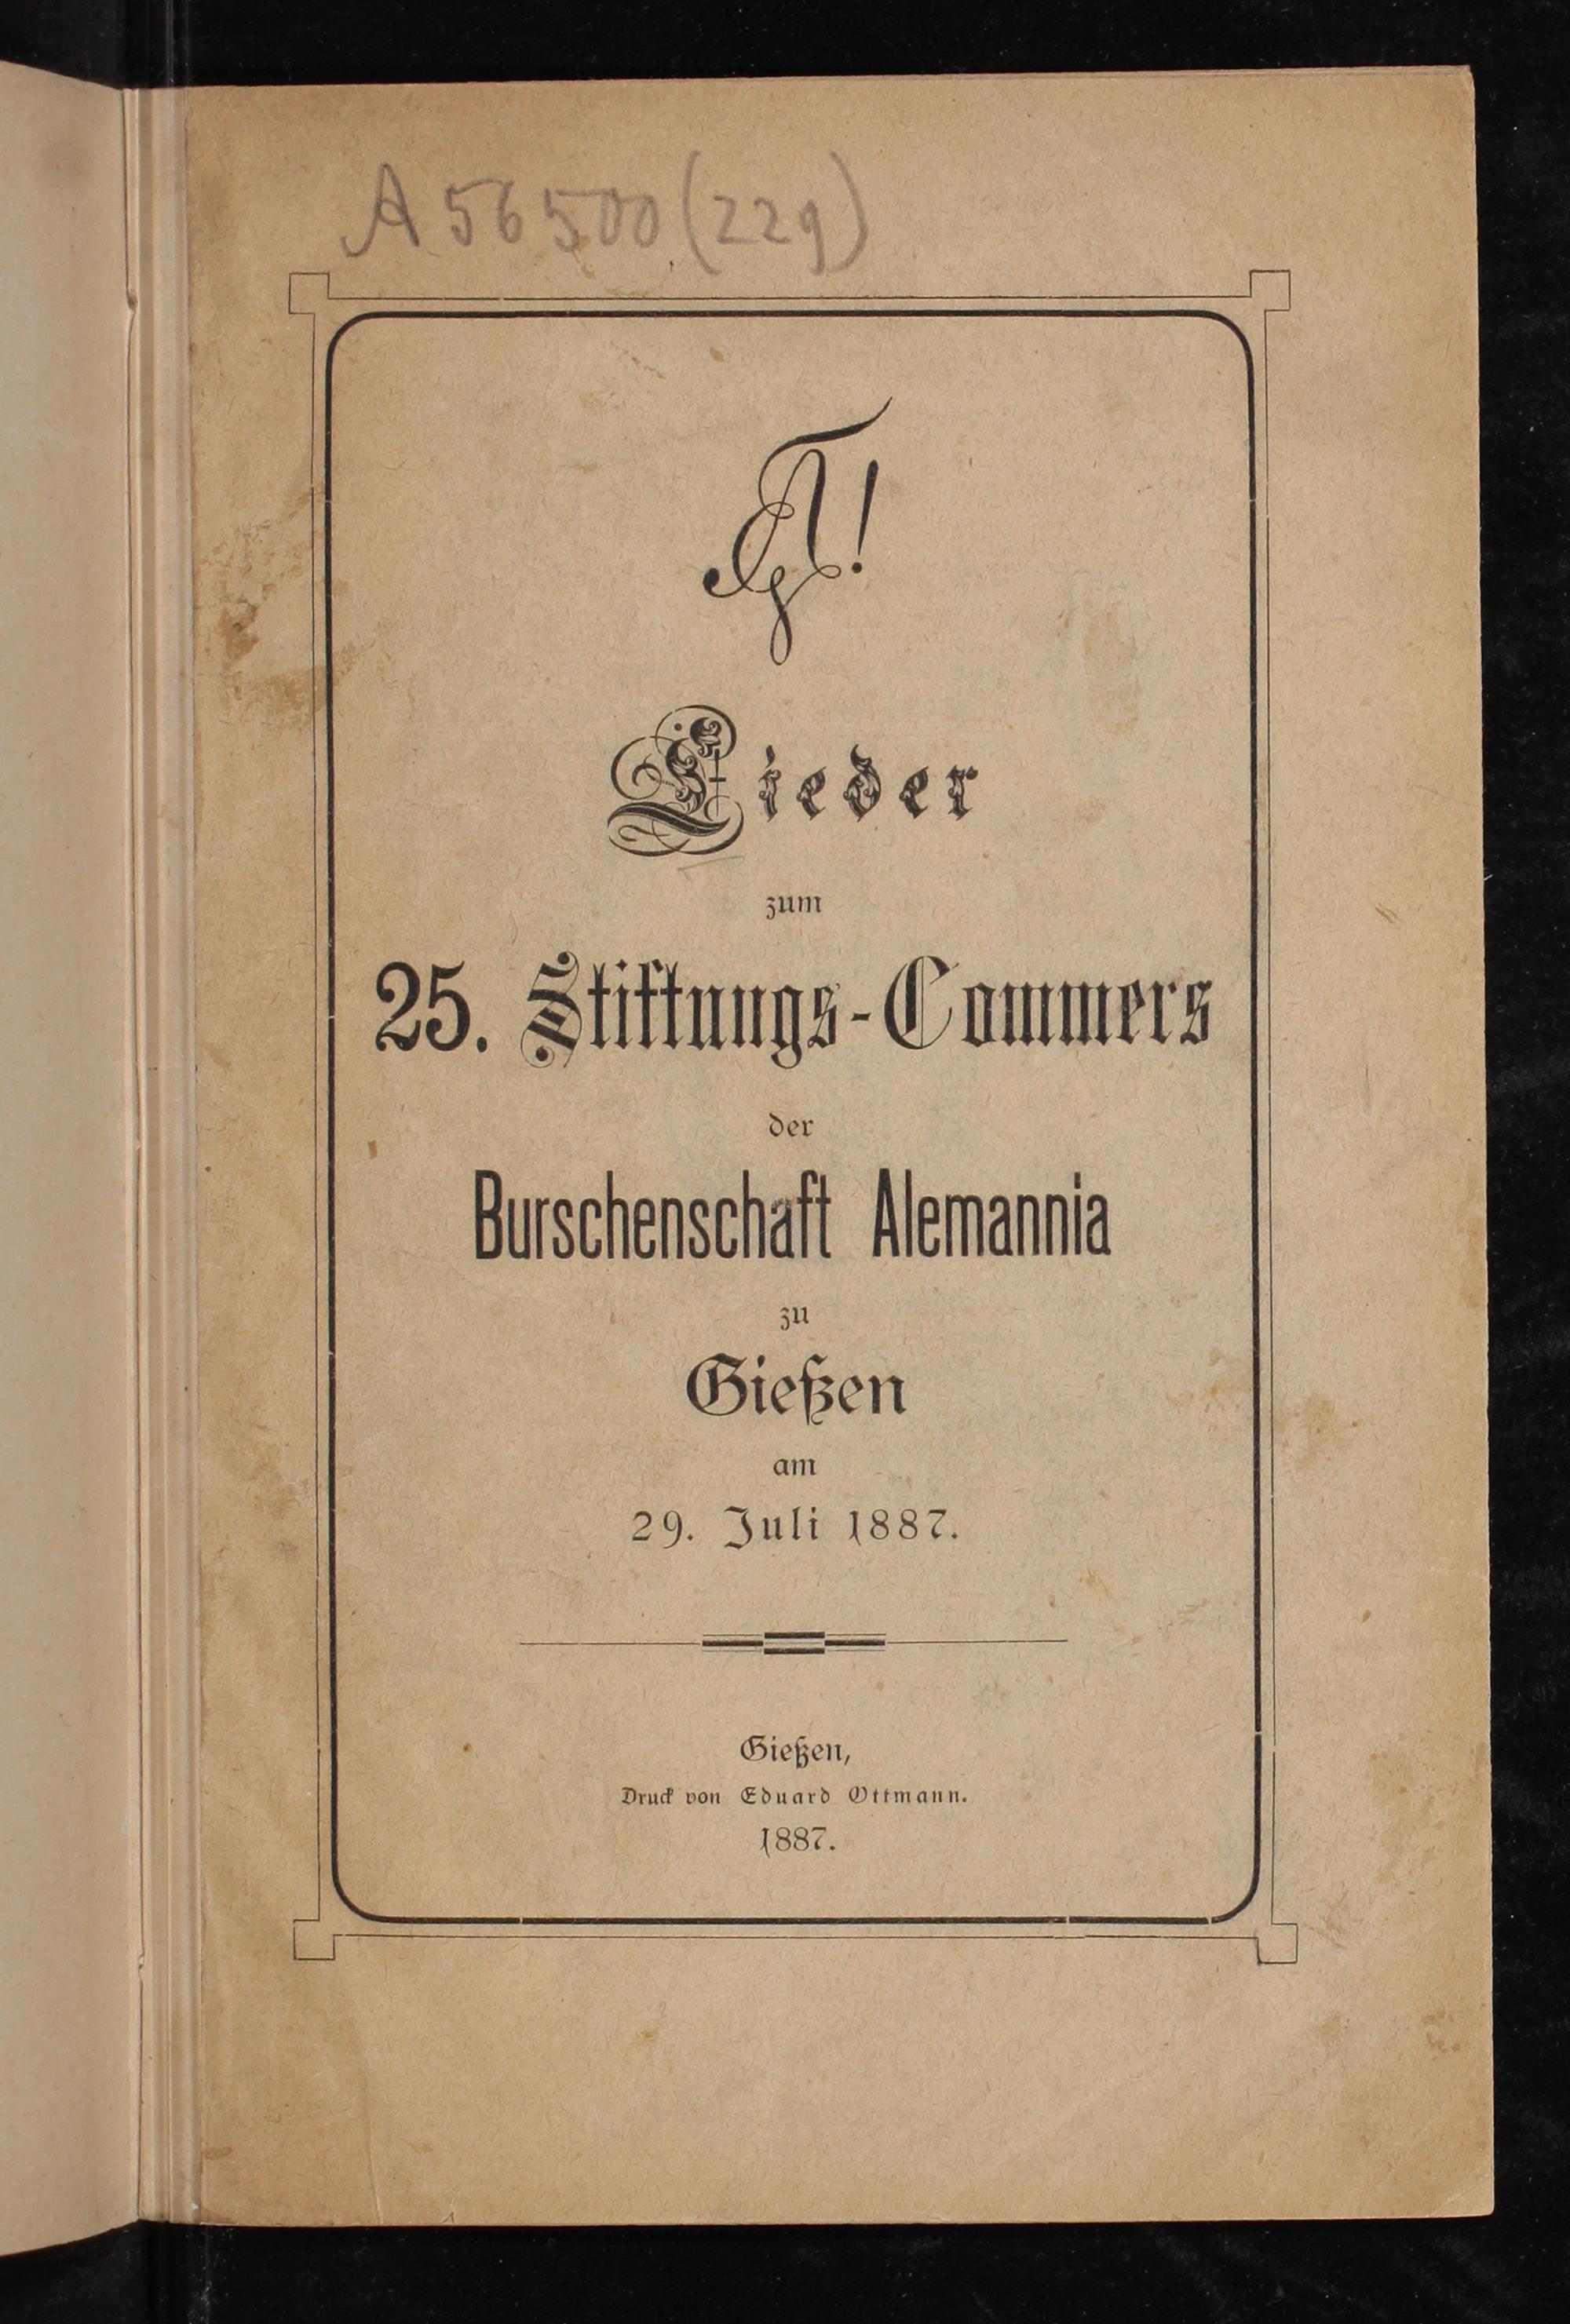 A 56500 (229)
Lieder
zum
25. Stiftungs-Commers
der
Burschenschaft Alemannia
zu
Gießen
am
29. Juli 1887.
Gießen,
Druck von Eduard Ottmann.
1887.